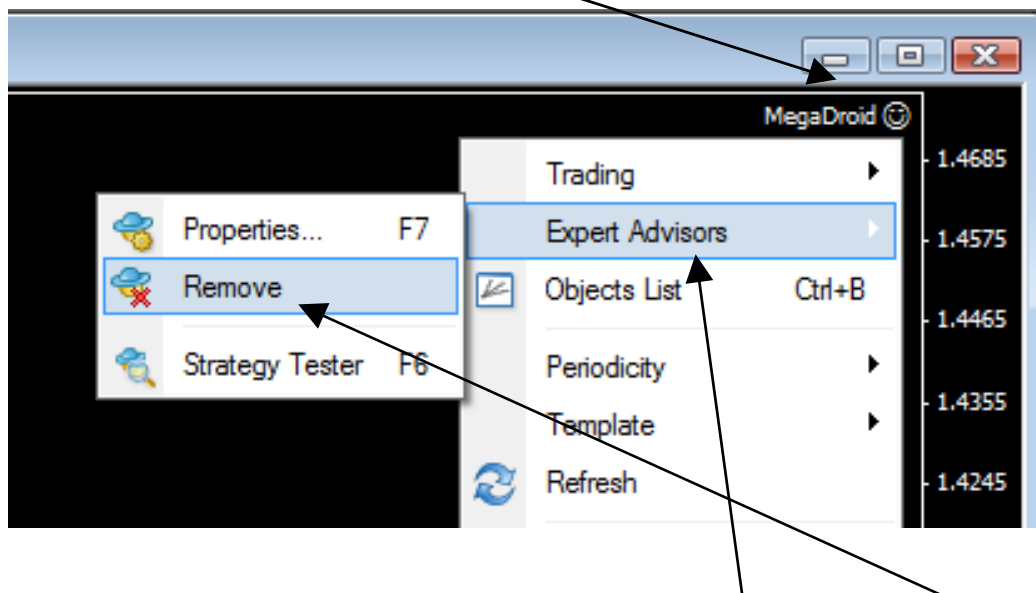 MegaDroid
Trading
1.4685
Properties... F7
Expert Advisors
1.4575
Remove
Objects List Ctrl+B
1.4465
Strategy Tester F6
Periodicity
1.4355
Template
Refresh
1.4245